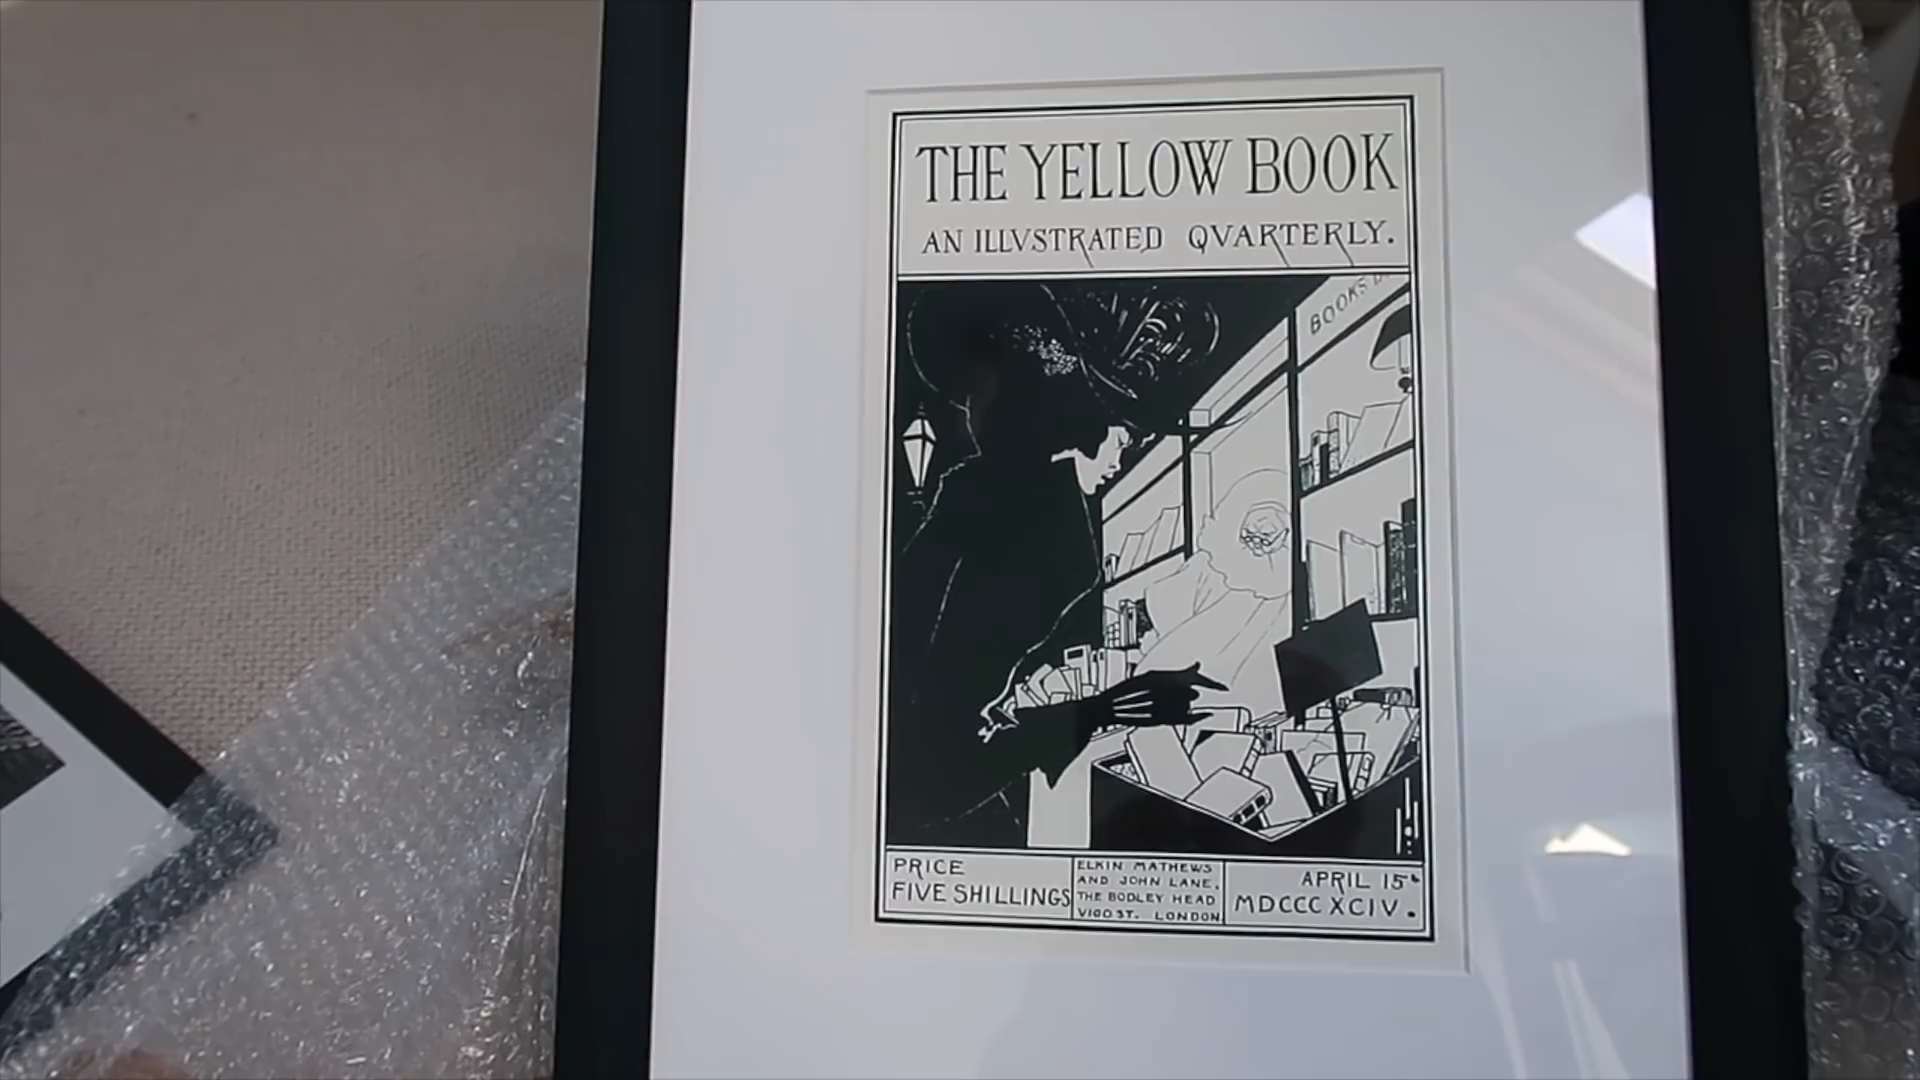 THE YELLOW BOOK
AN ILLVSTRATED QVARTERLY.
BOOKS
PRICE
FIVE SHILLINGS
ELKIN MATHEWS
AND JOHN LANE,
THE BODLEY HEAD
VIGO ST. LONDON.
APRIL 15th
MDCCCXCIV.